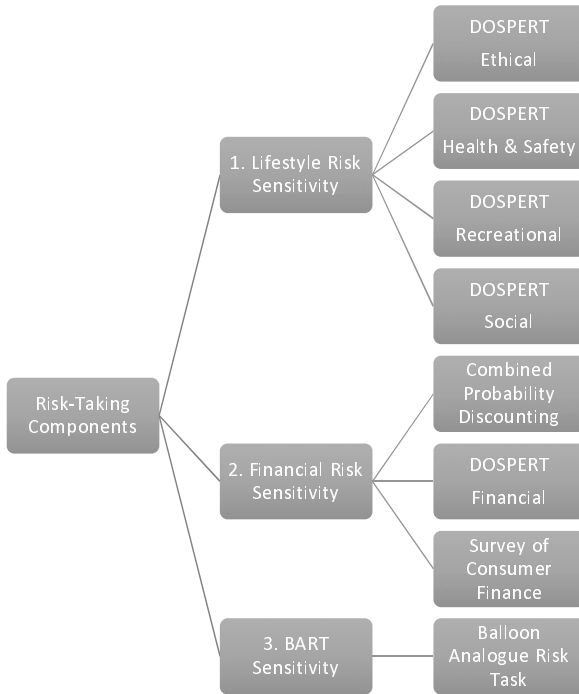 DOSPERT
Ethical
DOSPERT
Health & Safety
1. Lifestyle Risk
Sensitivity
DOSPERT
Recreational
DOSPERT
Social
Risk-Taking
Components
Combined
Probability
Discounting
2. Financial Risk
Sensitivity
DOSPERT
Financial
Survey of
Consumer
Finance
3. BART
Sensitivity
Balloon
Analogue Risk
Task